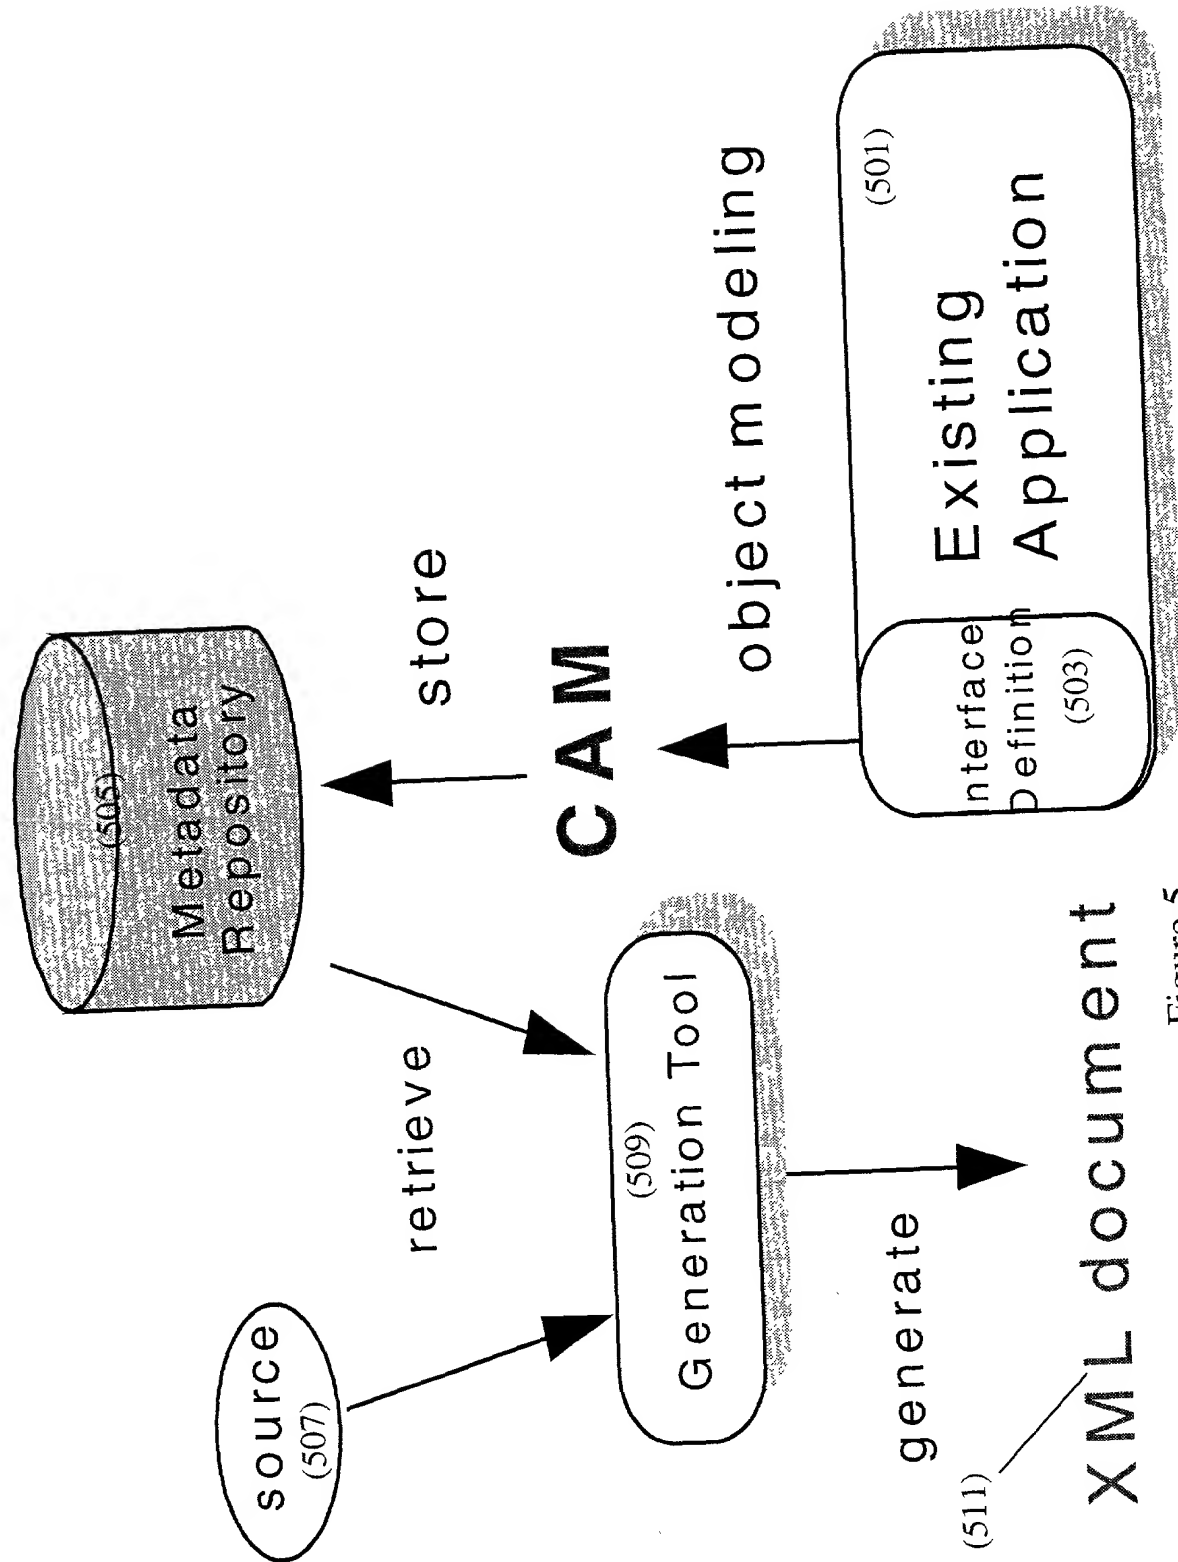 source
(507)
retrieve
(505)
Metadata
Repository
store
(509)
Generation Tool
CAM
object modeling
generate
(511)
XML document
(501)
Existing
Application
Interface
Definition
(503)
Figure 5